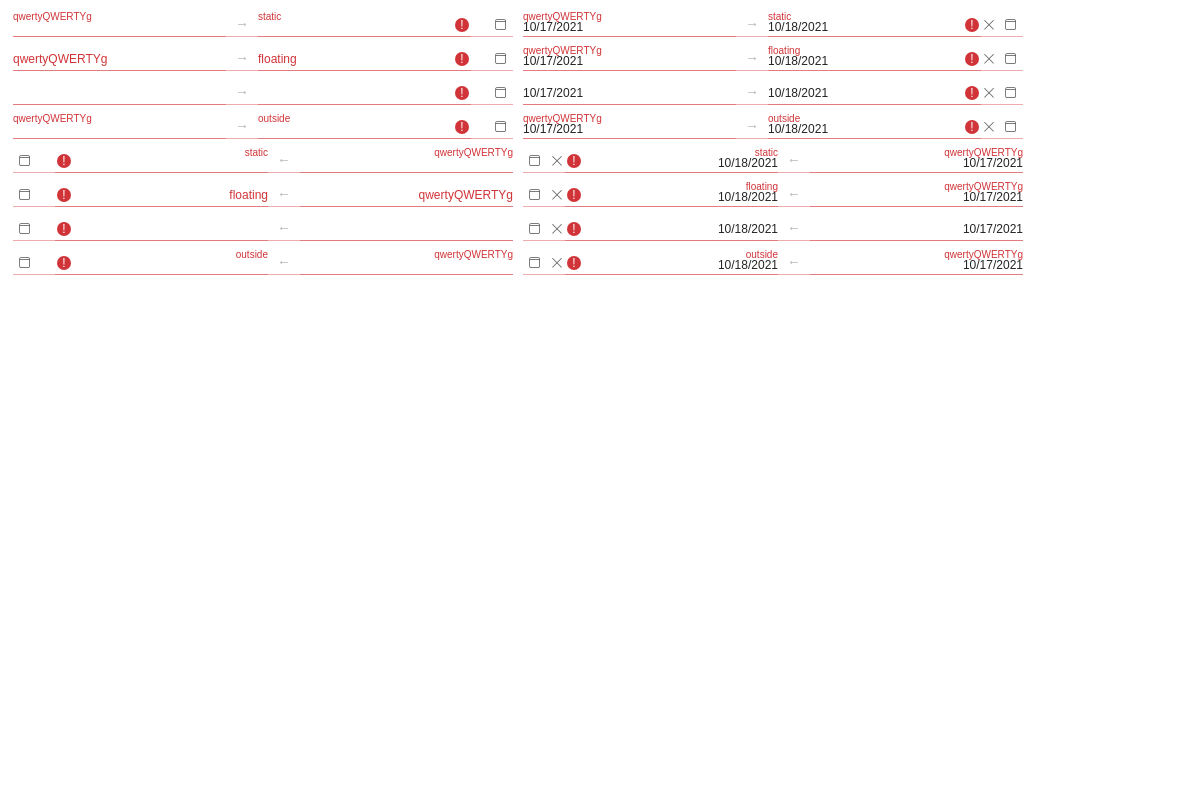 qwertyQWERTYg → static ! qwertyQWERTYg static
10/17/2021 → 10/18/2021 !
qwertyQWERTYg → floating ! qwertyQWERTYg floating
10/17/2021 → 10/18/2021 !
→ ! 10/17/2021 → 10/18/2021 !
qwertyQWERTYg → outside ! qwertyQWERTYg outside
10/17/2021 → 10/18/2021 !
! static ← qwertyQWERTYg static qwertyQWERTYg
! 10/18/2021 ← 10/17/2021
! floating ← qwertyQWERTYg floating qwertyQWERTYg
! 10/18/2021 ← 10/17/2021
! ← ! 10/18/2021 ← 10/17/2021
! outside ← qwertyQWERTYg outside qwertyQWERTYg
! 10/18/2021 ← 10/17/2021